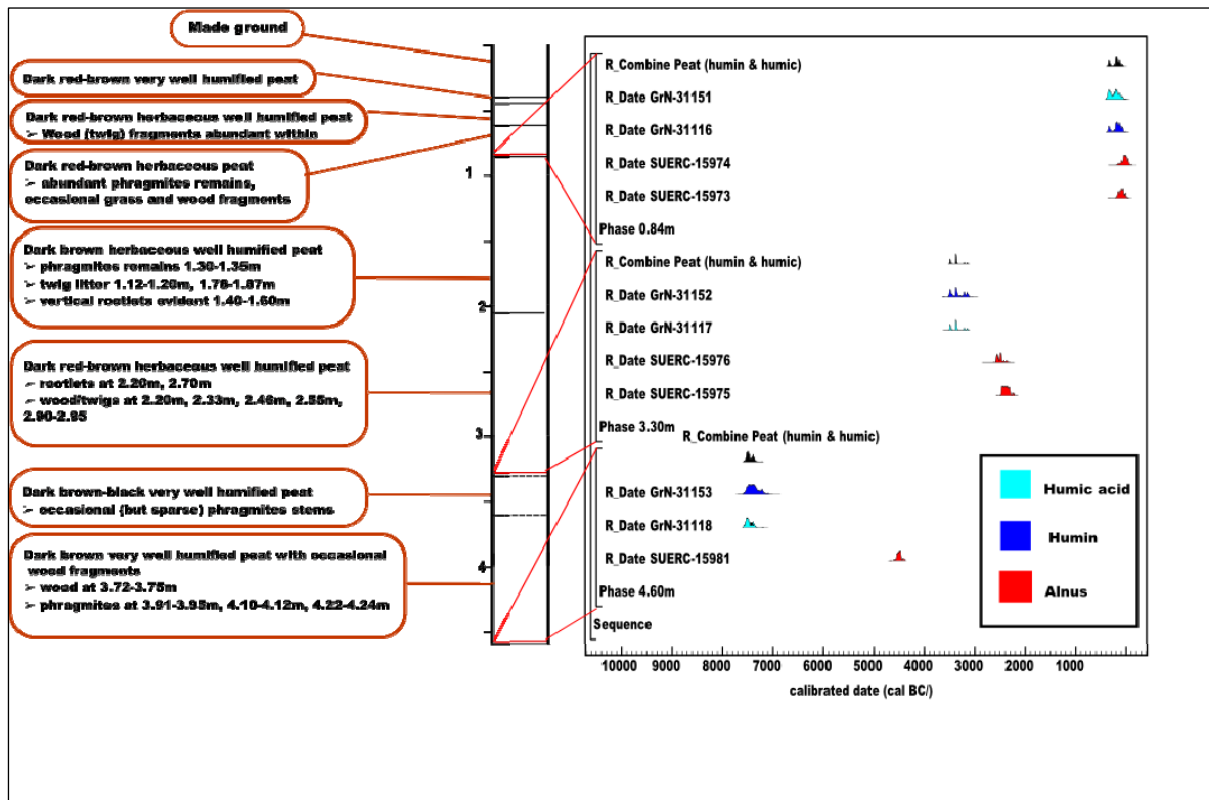 Made ground
Dark red-brown very well humified peat
Dark red-brown herbaceous well humified peat
➢ Wood (twig) fragments abundant within
Dark red-brown herbaceous peat
➢ abundant phragmites remains,
occasional grass and wood fragments
Dark brown herbaceous well humified peat
➢ phragmites remains 1.30-1.35m
➢ twig litter 1.12-1.20m, 1.78-1.87m
➢ vertical rootlets evident 1.40-1.60m
Dark red-brown herbaceous well humified peat
➢ rootlets at 2.20m, 2.70m
➢ wood/twigs at 2.20m, 2.33m, 2.46m, 2.55m,
2.90-2.95
Dark brown-black very well humified peat
➢ occasional (but sparse) phragmites stems
Dark brown very well humified peat with occasional
wood fragments
➢ wood at 3.72-3.75m
➢ phragmites at 3.91-3.95m, 4.10-4.12m, 4.22-4.24m
1
2
3
4
R_Combine Peat (humin & humic)
R_Date GrN-31151
R_Date GrN-31116
R_Date SUERC-15974
R_Date SUERC-15973
Phase 0.84m
R_Combine Peat (humin & humic)
R_Date GrN-31152
R_Date GrN-31117
R_Date SUERC-15976
R_Date SUERC-15975
Phase 3.30m
R_Combine Peat (humin & humic)
R_Date GrN-31153
R_Date GrN-31118
R_Date SUERC-15981
Phase 4.60m
Sequence
10000 9000 8000 7000 6000 5000 4000 3000 2000 1000
calibrated date (cal BC/)
Humic acid
Humin
Alnus